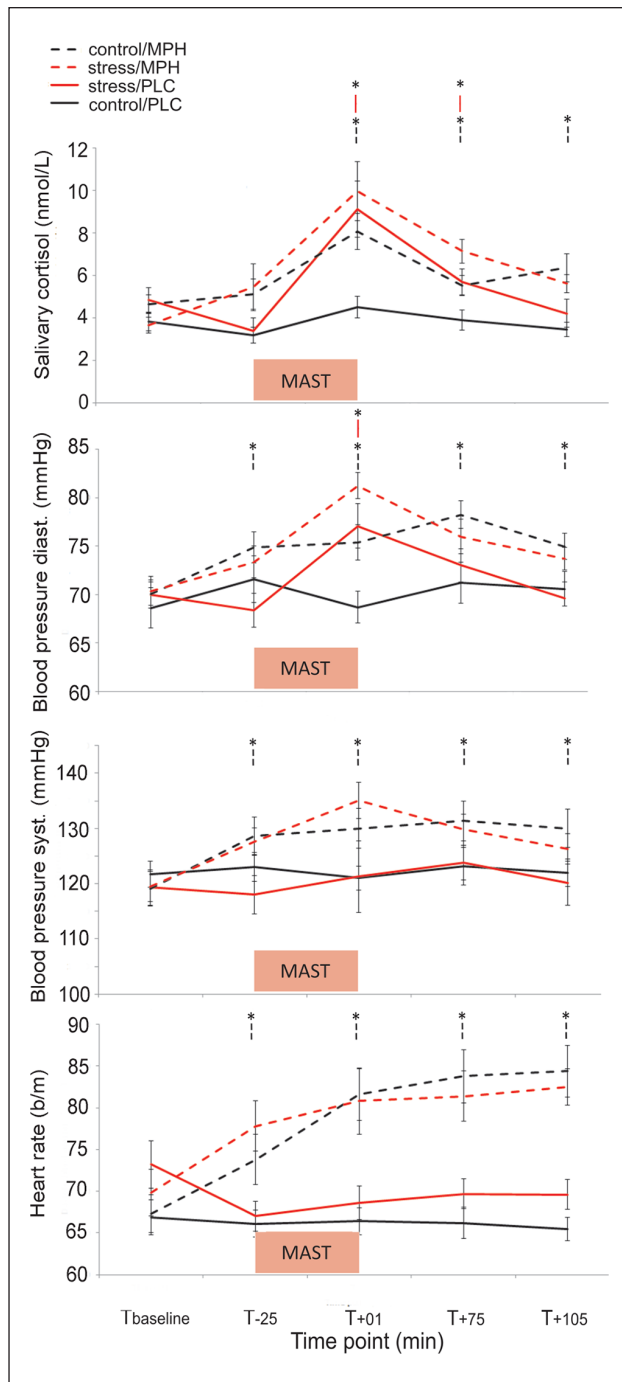 control/MPH
stress/MPH
stress/PLC
control/PLC
* *
* * *
Salivary cortisol (nmol/L)
12
10
8
6
4
2
0
MAST
*
* * * *
Blood pressure diast. (mmHg)
85
80
75
70
65
60
MAST
* * * *
Blood pressure syst. (mmHg)
140
130
120
110
100
MAST
* * * *
Heart rate (b/m)
90
85
80
75
70
65
60
MAST
Tbaseline T-25 T+01 T+75 T+105
Time point (min)